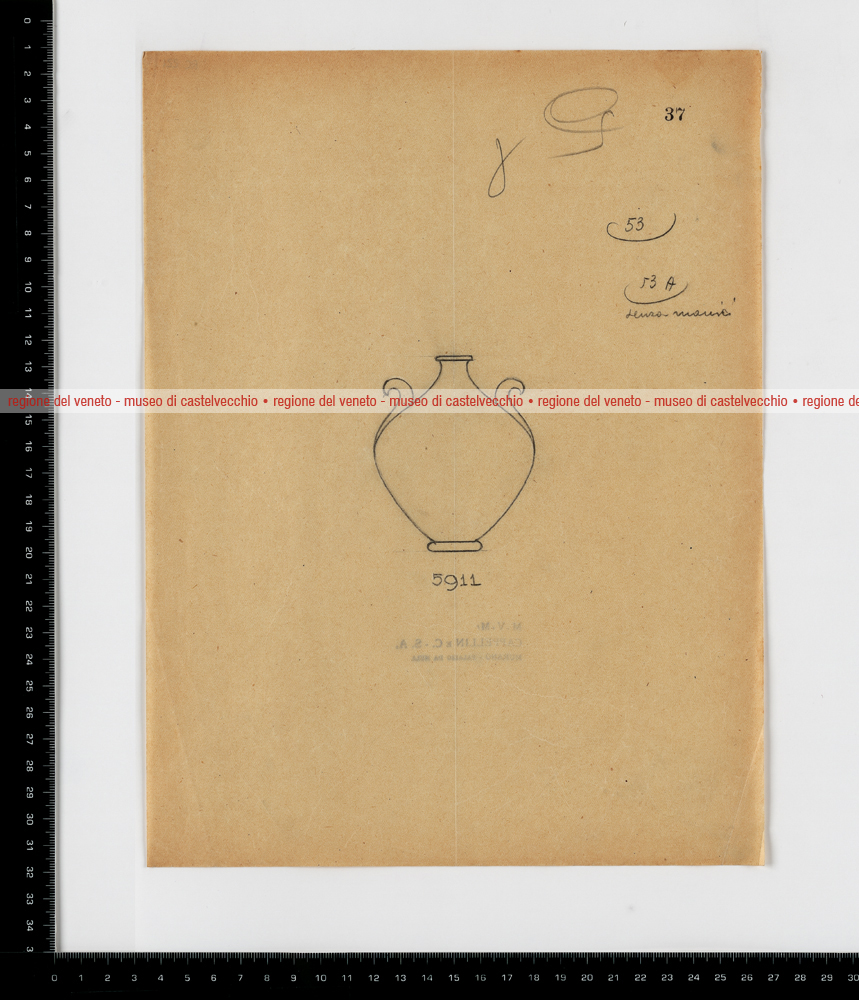 G
37
γ
53
53 A
senza manici
regione del veneto - museo di castelvecchio • regione del veneto - museo di castelvecchio • regione del veneto - museo di castelvecchio • regione de
5911
M. V. M.
CAPPELLIN & C. - S. A.
0 1 2 3 4 5 6 7 8 9 10 11 12 13 14 15 16 17 18 19 20 21 22 23 24 25 26 27 28 29 30 31 32 33 34 3
0 1 2 3 4 5 6 7 8 9 10 11 12 13 14 15 16 17 18 19 20 21 22 23 24 25 26 27 28 29 30